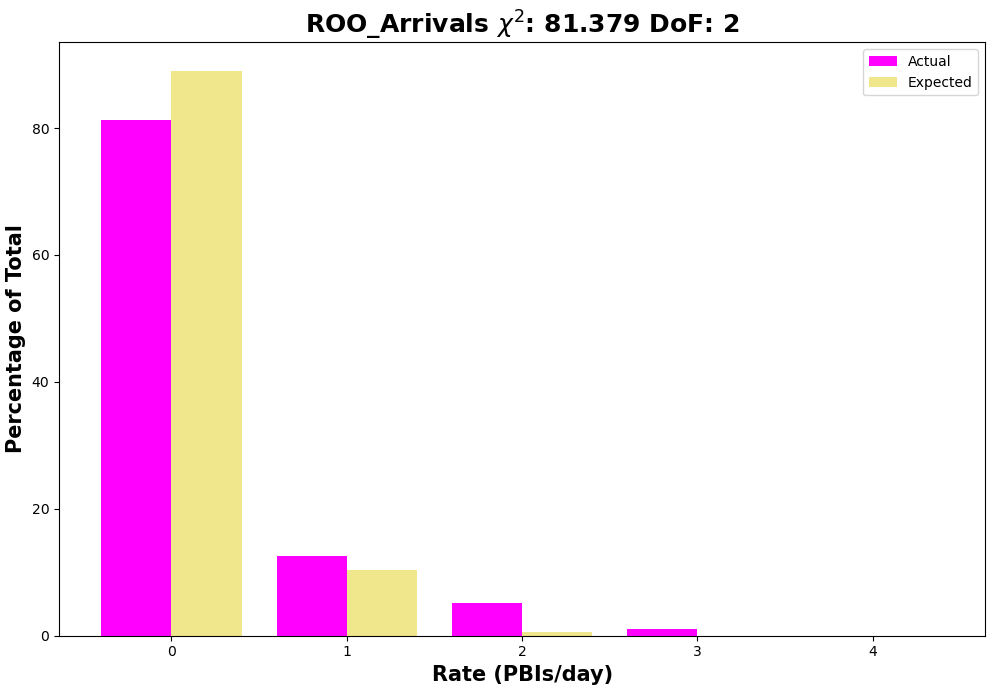 ROO_Arrivals χ²: 81.379 DoF: 2
Actual
Expected
Percentage of Total
80
60
40
20
0
0 1 2 3 4
Rate (PBIs/day)